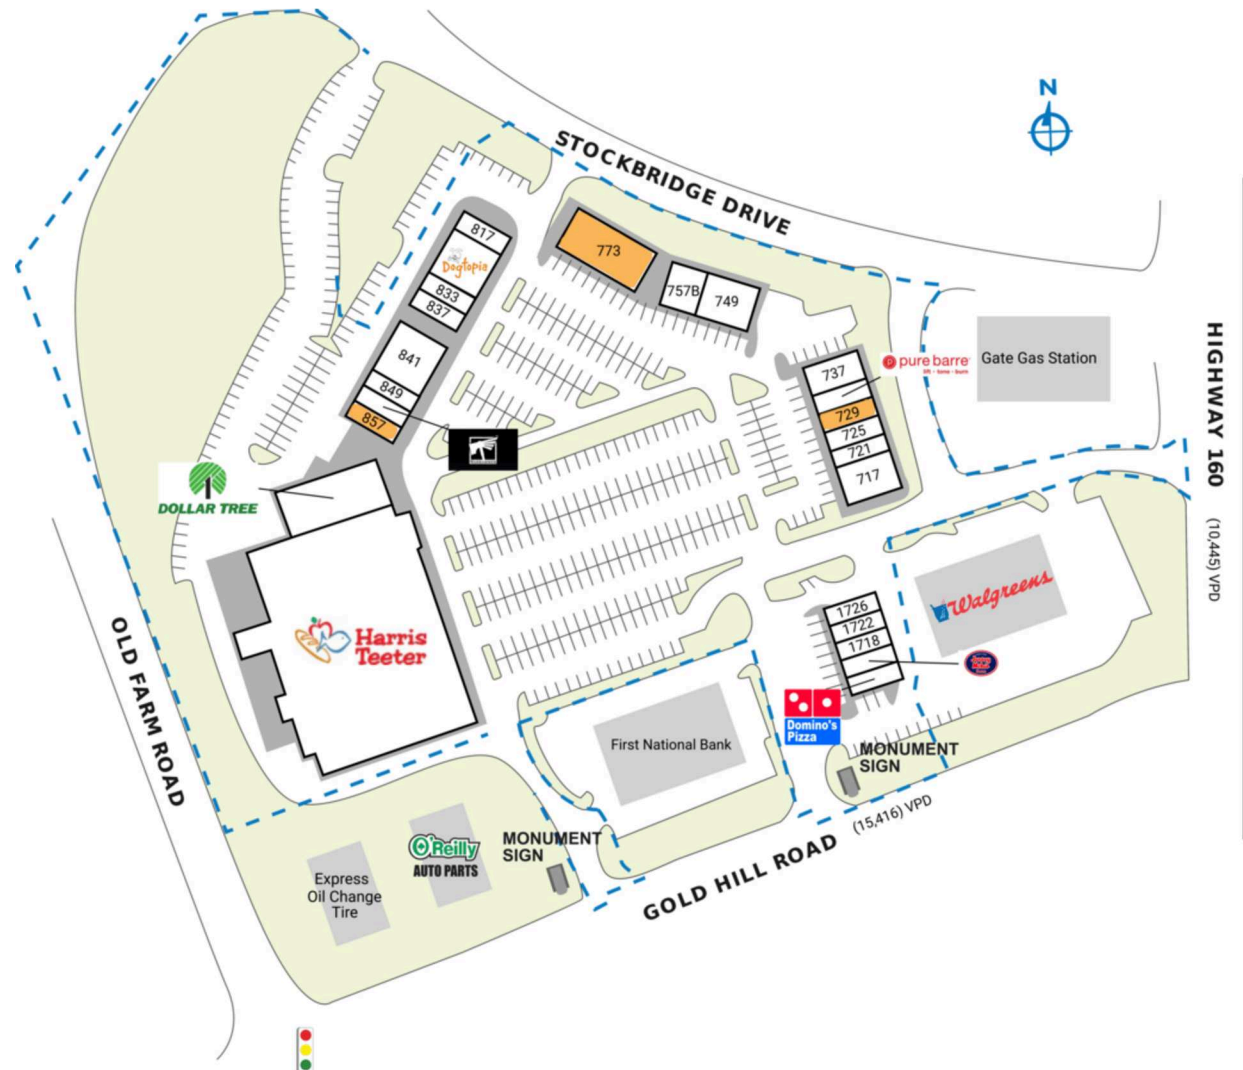 N
STOCKBRIDGE DRIVE
817
Dogtopia
833
837
773
757B
749
841
849
857
737
pure barre
lift • tone • burn
729
725
721
717
Gate Gas Station
HIGHWAY 160
(10,445) VPD
DOLLAR TREE
Harris
Teeter
Walgreens
1726
1722
1718
Domino's
Pizza
First National Bank
MONUMENT
SIGN
OLD FARM ROAD
O'Reilly
AUTO PARTS
MONUMENT
SIGN
Express
Oil Change
Tire
GOLD HILL ROAD
(15,416) VPD